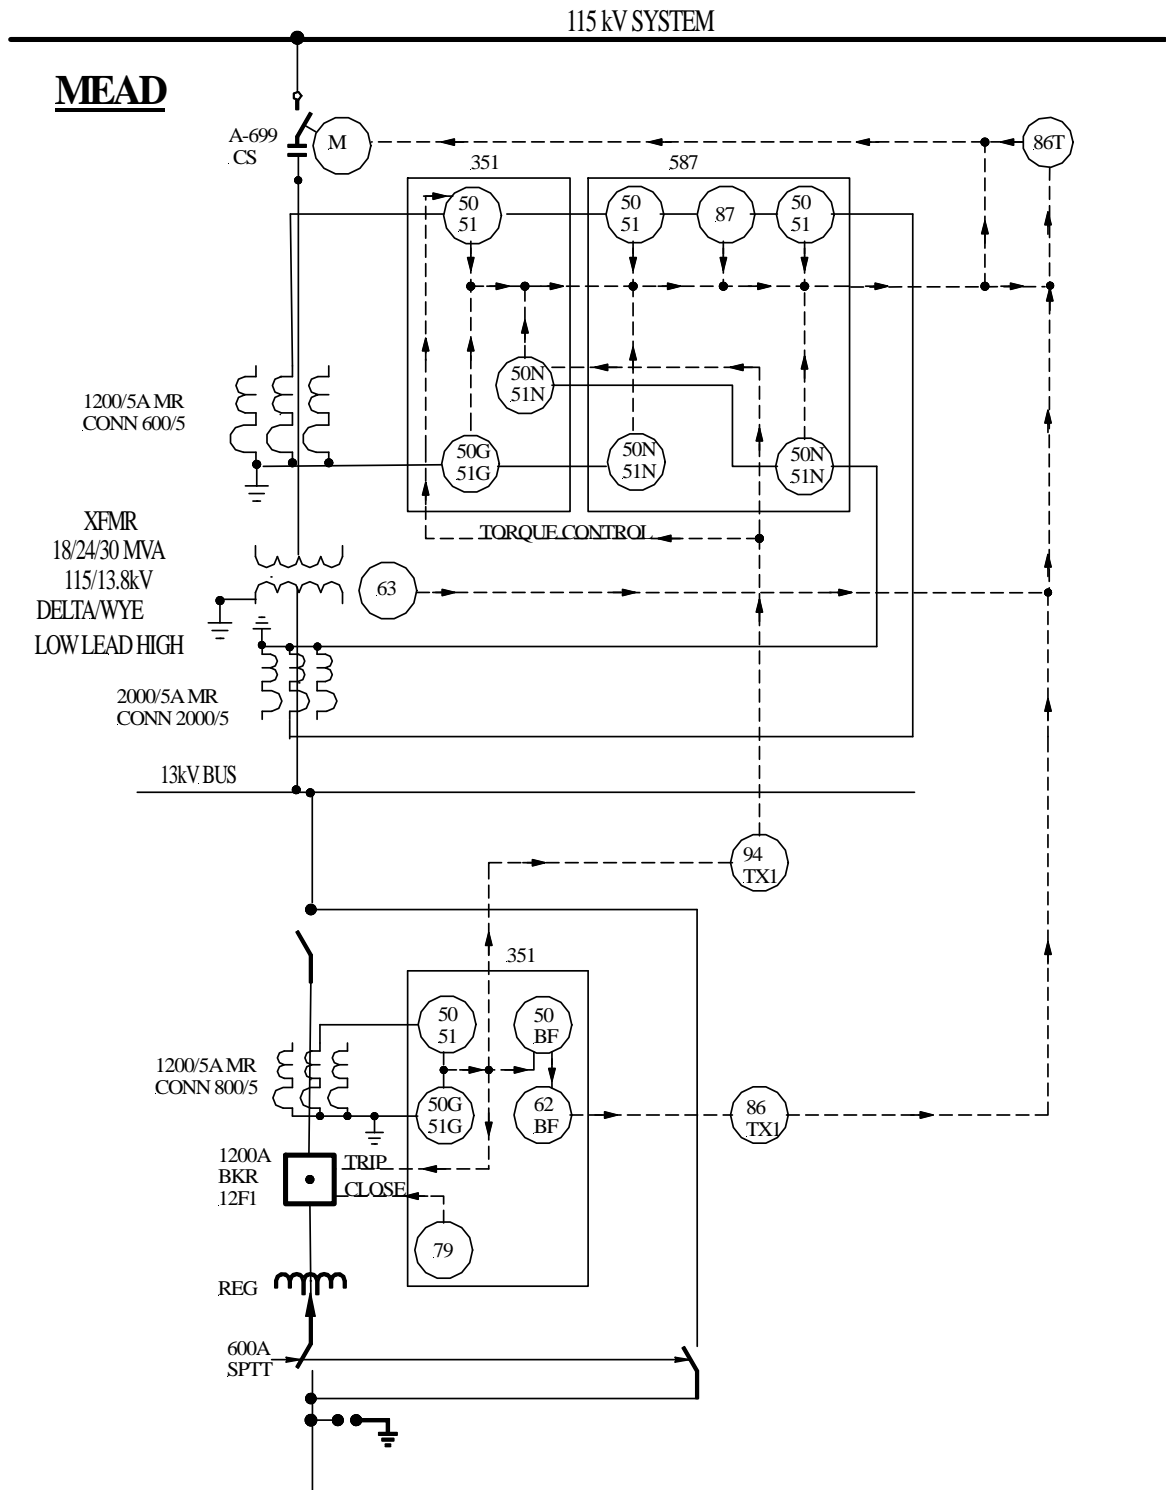 115 kV SYSTEM
MEAD
A-699
CS
M
86T
351
587
50
51
50
51
87
50
51
50N
51N
1200/5A MR
CONN 600/5
50G
51G
50N
51N
50N
51N
TORQUE CONTROL
XFMR
18/24/30 MVA
115/13.8kV
DELTA/WYE
LOW LEAD HIGH
63
2000/5A MR
CONN 2000/5
13kV BUS
94
TX1
351
50
51
50
BF
1200/5A MR
CONN 800/5
50G
51G
62
BF
86
TX1
1200A
BKR
12F1
TRIP
CLOSE
79
REG
600A
SPTT